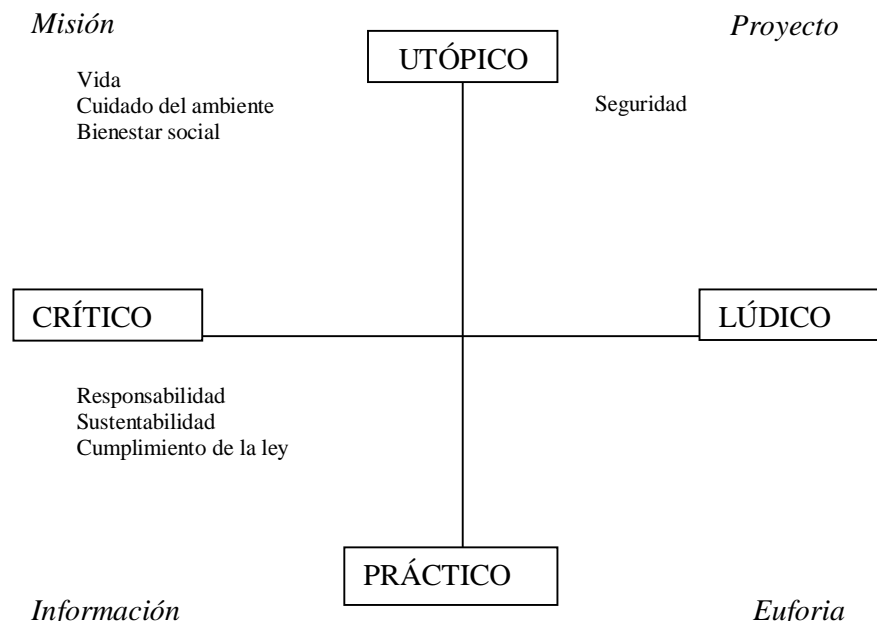 Misión
Proyecto
UTÓPICO
Vida
Cuidado del ambiente
Bienestar social
Seguridad
CRÍTICO
LÚDICO
Responsabilidad
Sustentabilidad
Cumplimiento de la ley
PRÁCTICO
Información
Euforia